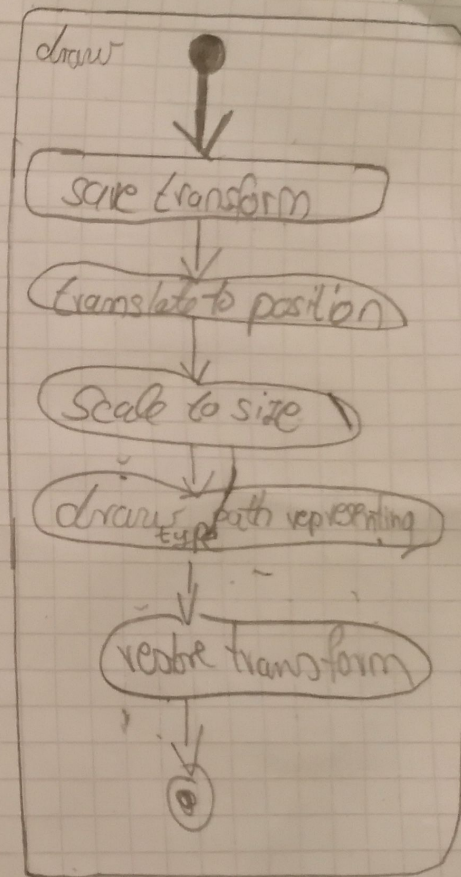 draw
save transform
translate to position
scale to size
draw path representing
type
restore transform